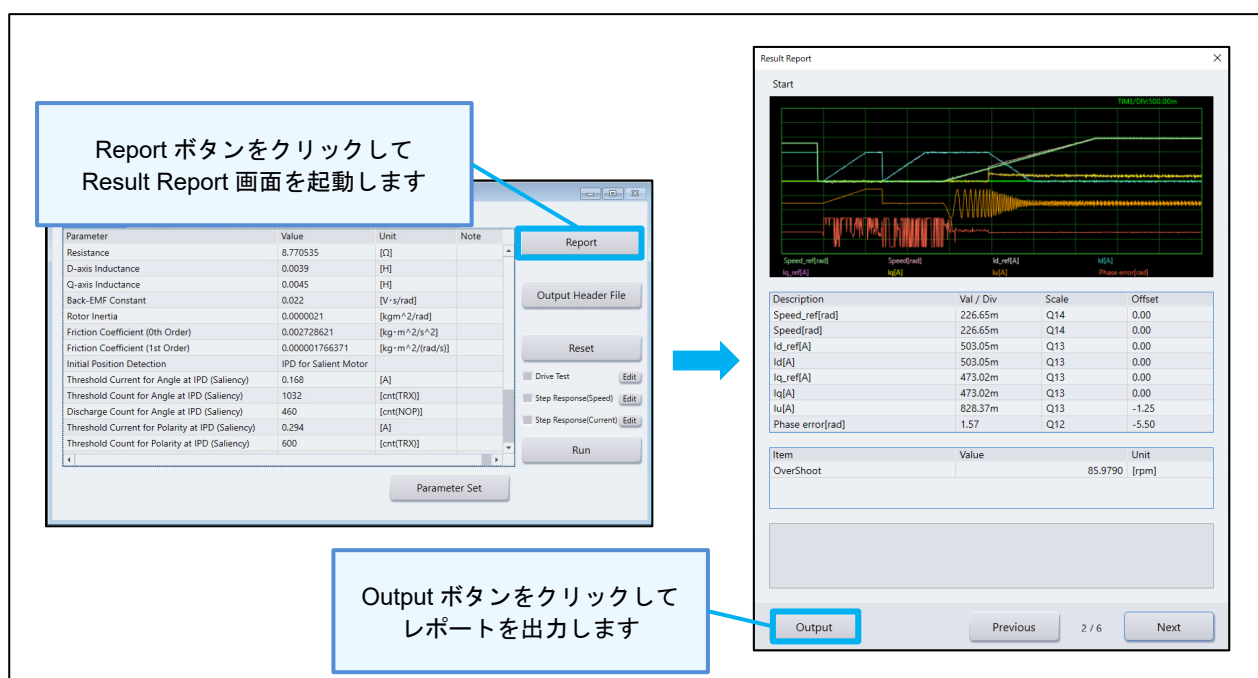 Report ボタンをクリックして
Result Report 画面を起動します
Parameter Value Unit Note
Resistance 8.770535 [Ω]
D-axis Inductance 0.0039 [H]
Q-axis Inductance 0.0045 [H]
Back-EMF Constant 0.022 [V･s/rad]
Rotor Inertia 0.0000021 [kgm^2/rad]
Friction Coefficient (0th Order) 0.002728621 [kg･m^2/s^2]
Friction Coefficient (1st Order) 0.000001766371 [kg･m^2/(rad/s)]
Initial Position Detection IPD for Salient Motor
Threshold Current for Angle at IPD (Saliency) 0.168 [A]
Threshold Count for Angle at IPD (Saliency) 1032 [cnt(TRX)]
Discharge Count for Angle at IPD (Saliency) 460 [cnt(NOP)]
Threshold Current for Polarity at IPD (Saliency) 0.294 [A]
Threshold Count for Polarity at IPD (Saliency) 600 [cnt(TRX)]
Report
Output Header File
Reset
Drive Test Edit
Step Response(Speed) Edit
Step Response(Current) Edit
Run
Parameter Set
Output ボタンをクリックして
レポートを出力します
Result Report
Start
TIME/DIV:500.00m
Speed_ref[rad] Speed[rad] Id_ref[A] Id[A]
Iq_ref[A] Iq[A] Iu[A] Phase error[rad]
Description Val / Div Scale Offset
Speed_ref[rad] 226.65m Q14 0.00
Speed[rad] 226.65m Q14 0.00
Id_ref[A] 503.05m Q13 0.00
Id[A] 503.05m Q13 0.00
Iq_ref[A] 473.02m Q13 0.00
Iq[A] 473.02m Q13 0.00
Iu[A] 828.37m Q13 -1.25
Phase error[rad] 1.57 Q12 -5.50
Item Value Unit
OverShoot 85.9790 [rpm]
Output Previous 2 / 6 Next